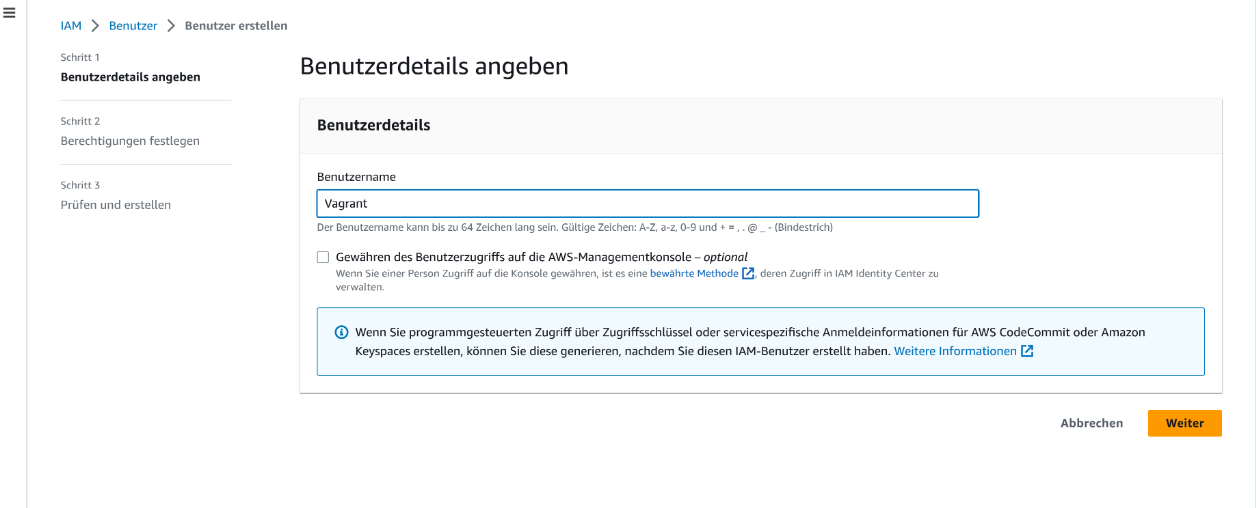 IAM > Benutzer > Benutzer erstellen
Schritt 1
Benutzerdetails angeben
Schritt 2
Berechtigungen festlegen
Schritt 3
Prüfen und erstellen
Benutzerdetails angeben
Benutzerdetails
Benutzername
Vagrant
Der Benutzername kann bis zu 64 Zeichen lang sein. Gültige Zeichen: A-Z, a-z, 0-9 und + = , . @ _ - (Bindestrich)
Gewähren des Benutzerzugriffs auf die AWS-Managementkonsole – optional
Wenn Sie einer Person Zugriff auf die Konsole gewähren, ist es eine bewährte Methode, deren Zugriff in IAM Identity Center zu
verwalten.
Wenn Sie programmgesteuerten Zugriff über Zugriffsschlüssel oder servicespezifische Anmeldeinformationen für AWS CodeCommit oder Amazon
Keyspaces erstellen, können Sie diese generieren, nachdem Sie diesen IAM-Benutzer erstellt haben. Weitere Informationen
Abbrechen
Weiter